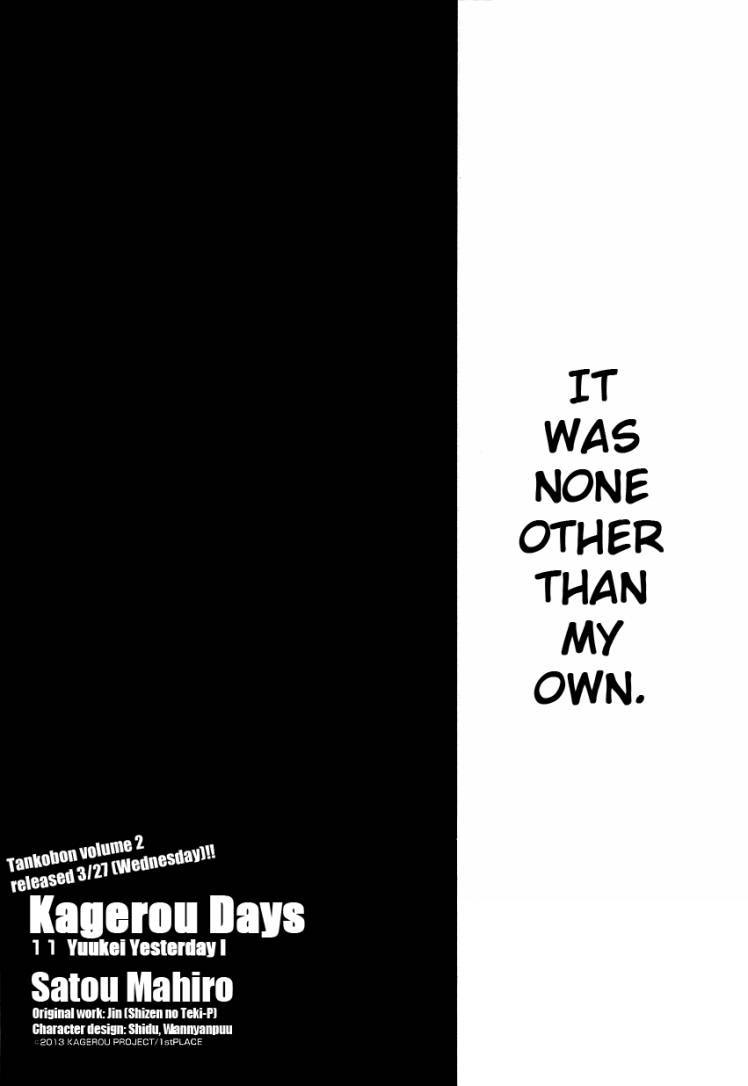 IT
WAS
NONE
OTHER
THAN
MY
OWN.
Tankobon volume 2
released 3/27 (Wednesday)!!
Kagerou Days
11 Yuukei Yesterday I
Satou Mahiro
Original work: Jin (Shizen no Teki-P)
Character design: Shidu, Wannyanpuu
©2013 KAGEROU PROJECT/1stPLACE